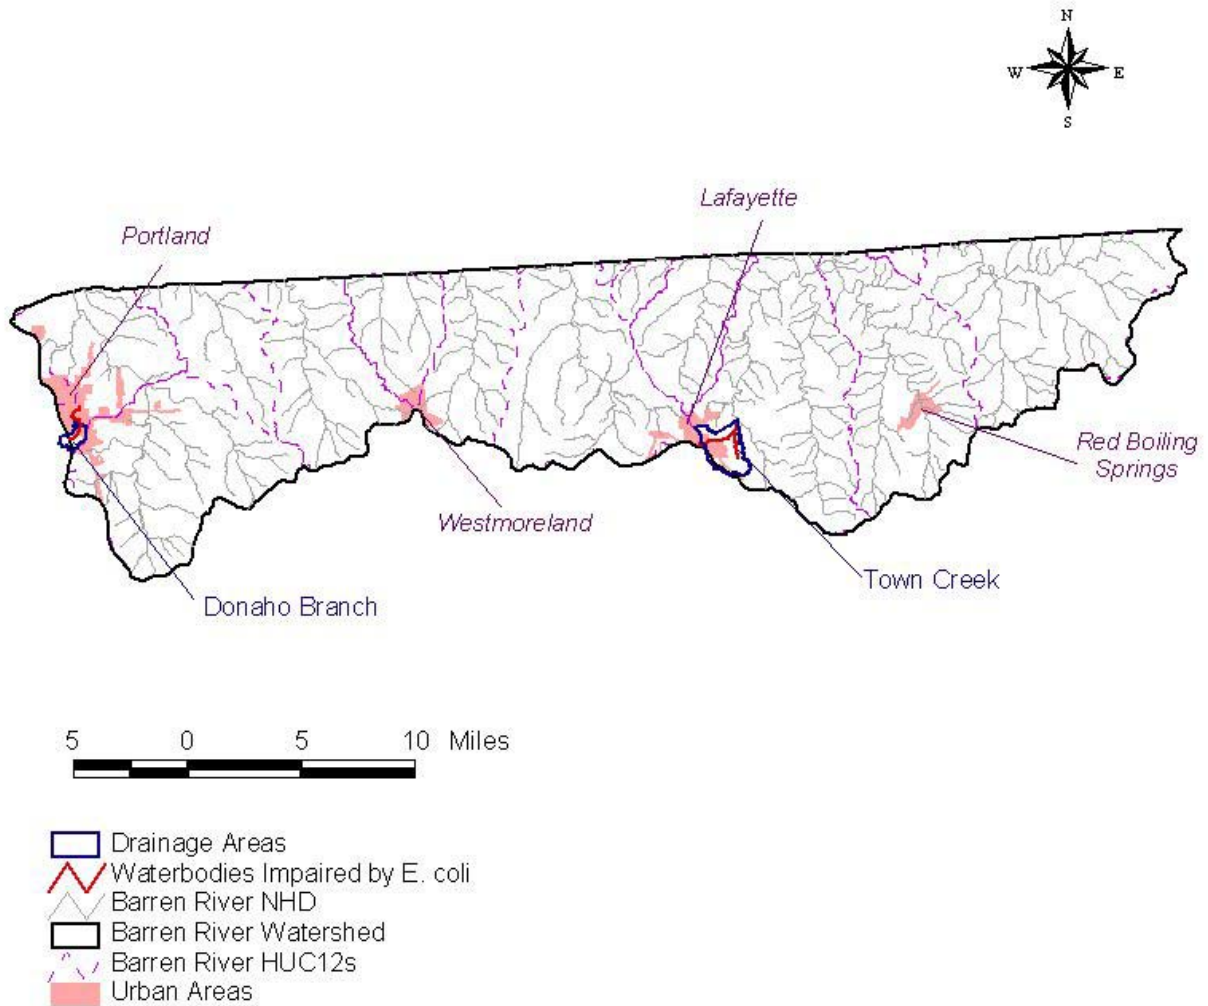 N
W E
S
Lafayette
Portland
Red Boiling
Springs
Westmoreland
Town Creek
Donaho Branch
5 0 5 10 Miles
Drainage Areas
Waterbodies Impaired by E. coli
Barren River NHD
Barren River Watershed
Barren River HUC12s
Urban Areas